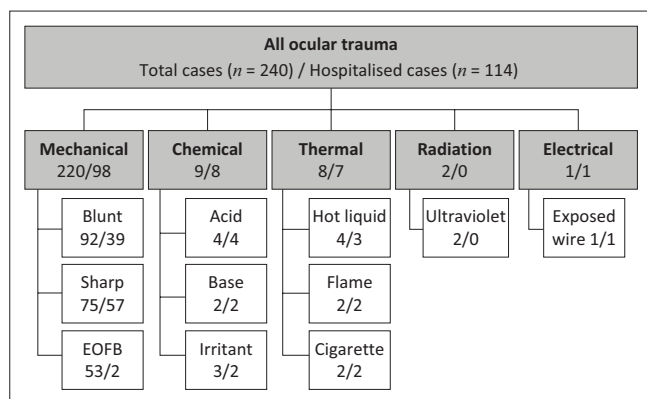 All ocular trauma
Total cases (n = 240) / Hospitalised cases (n = 114)
Mechanical
220/98
Chemical
9/8
Thermal
8/7
Radiation
2/0
Electrical
1/1
Blunt
92/39
Acid
4/4
Hot liquid
4/3
Ultraviolet
2/0
Exposed
wire 1/1
Sharp
75/57
Base
2/2
Flame
2/2
EOFB
53/2
Irritant
3/2
Cigarette
2/2